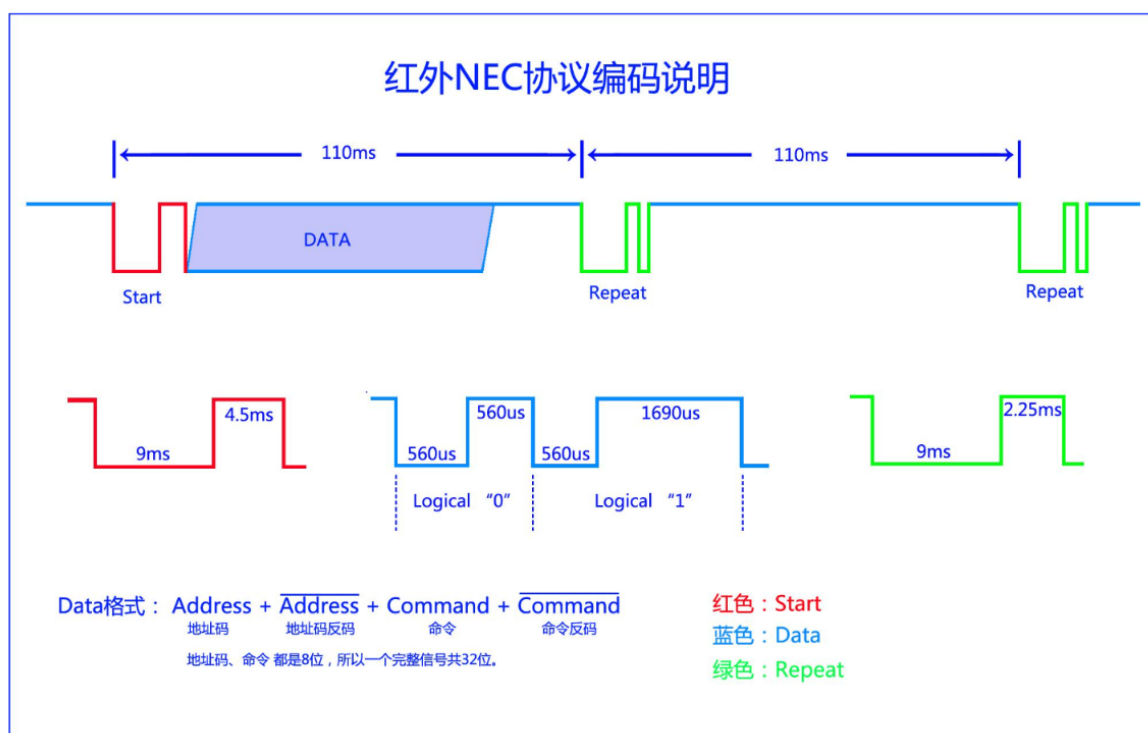 红外NEC协议编码说明
110ms
110ms
DATA
Start
Repeat
Repeat
4.5ms
9ms
560us
1690us
560us
560us
Logical “0”
Logical “1”
2.25ms
9ms
Data格式： Address + Address + Command + Command
地址码 地址码反码 命令 命令反码
地址码、命令 都是8位，所以一个完整信号共32位。
红色：Start
蓝色：Data
绿色：Repeat